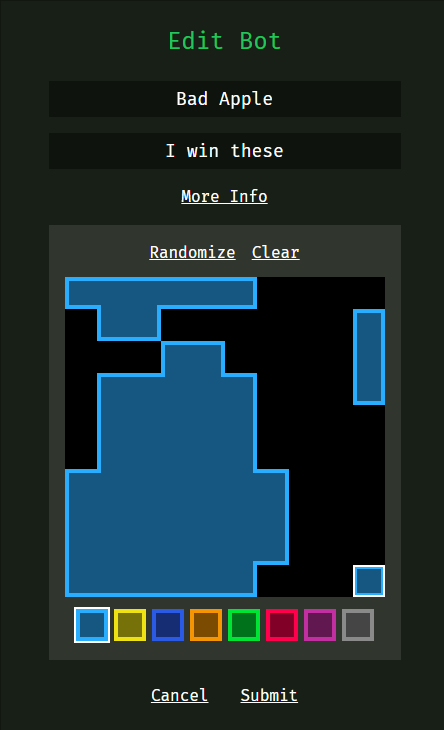 Edit Bot
Bad Apple
I win these
More Info
Randomize Clear
Cancel Submit